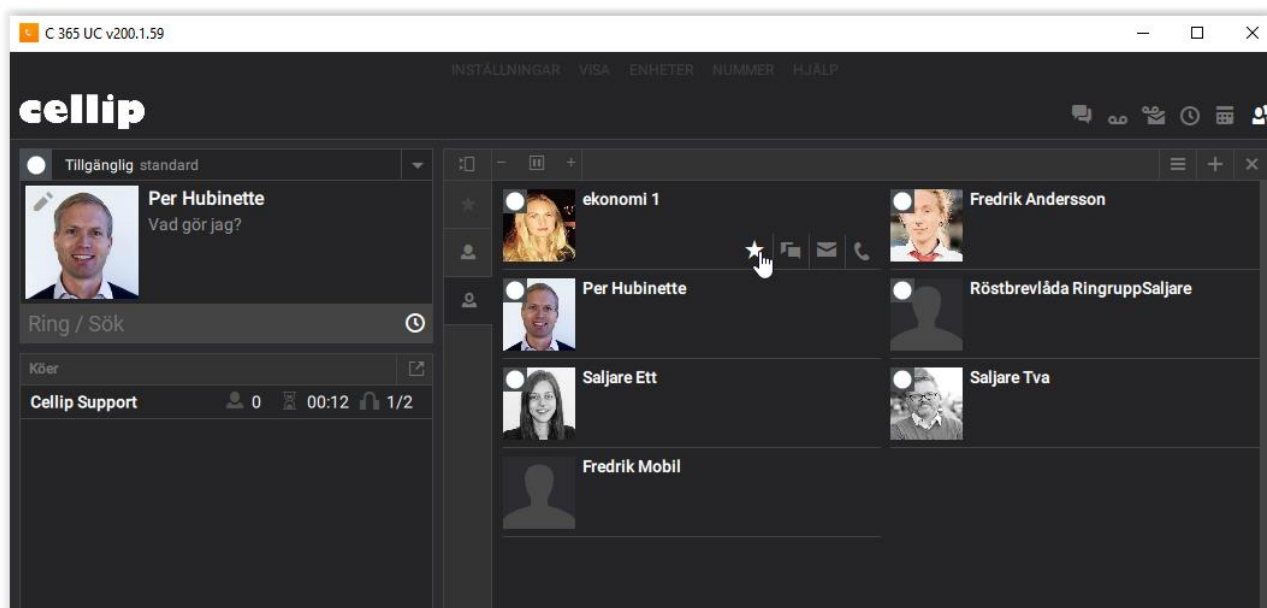 C 365 UC v200.1.59
INSTÄLLNINGAR VISA ENHETER NUMMER HJÄLP
cellip
Tillgänglig standard
Per Hubinette
Vad gör jag?
Ring / Sök
Köer
Cellip Support 0 00:12 1/2
ekonomi 1
Fredrik Andersson
Per Hubinette
Röstbrevlåda RingruppSaljare
Saljare Ett
Saljare Tva
Fredrik Mobil